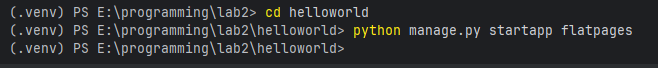 (.venv) PS E:\programming\lab2> cd helloworld
(.venv) PS E:\programming\lab2\helloworld> python manage.py startapp flatpages
(.venv) PS E:\programming\lab2\helloworld>